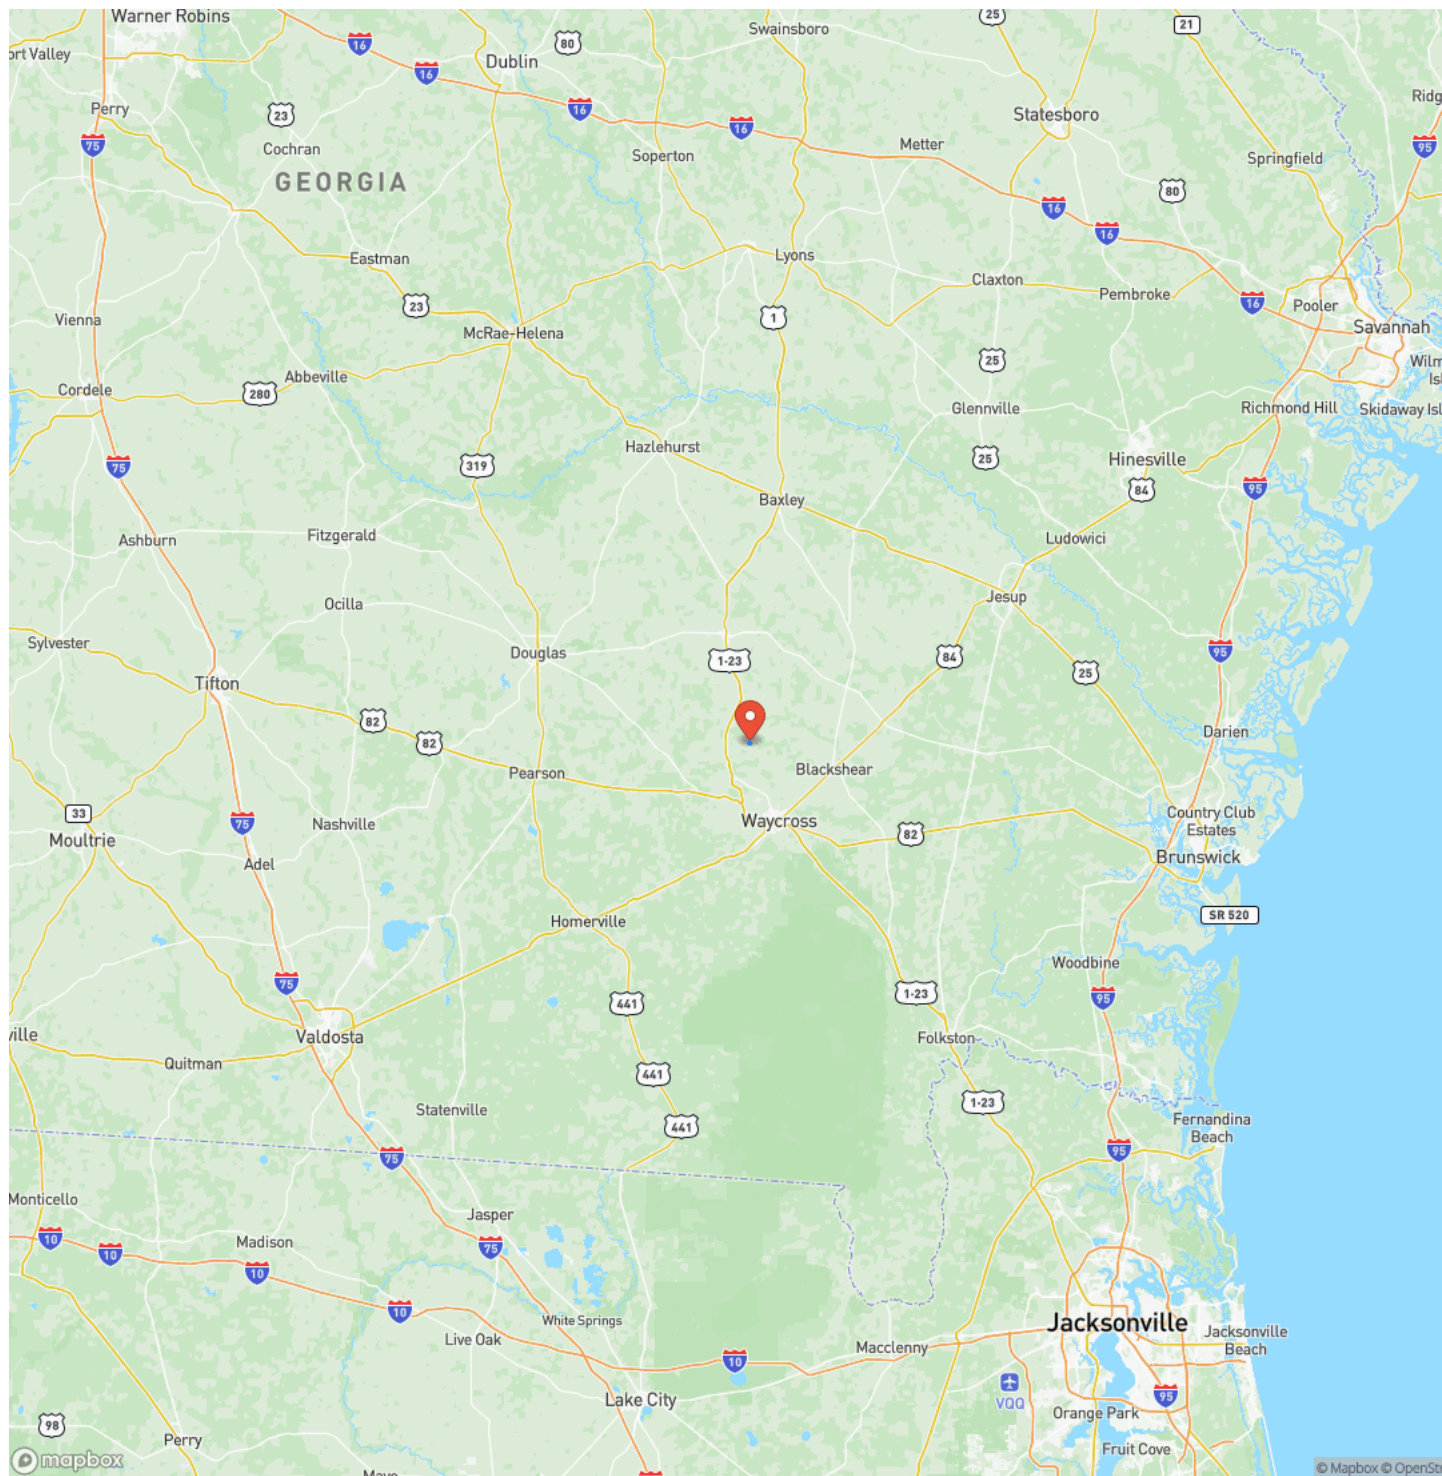 Warner Robins
25
21
16
80
Swainsboro
ort Valley
Dublin
16
Ridg
Perry
23
16
16
Statesboro
75
Cochran
Soperton
Metter
95
Springfield
GEORGIA
80
16
16
Eastman
Lyons
Claxton
Pembroke
23
16
Pooler
Vienna
1
McRae-Helena
Savannah
25
Wilm
Isl
Abbeville
Cordele
280
Glennville
Richmond Hill
Skidaway Isl
Hazlehurst
75
319
25
Hinesville
84
95
Baxley
Ashburn
Fitzgerald
Ludowici
Ocilla
Jesup
Sylvester
Douglas
1-23
84
95
25
Tifton
82
82
Darien
Pearson
Blackshear
33
75
Nashville
Waycross
82
Country Club
Estates
Moultrie
Adel
Brunswick
Homerville
SR 520
75
441
1-23
Woodbine
95
ville
Valdosta
Folkston
Quitman
441
Statenville
1-23
441
Fernandina
Beach
75
95
Monticello
Jasper
10
10
Madison
75
10
10
White Springs
Live Oak
Jacksonville
Jacksonville
Beach
Macclenny
10
VQQ
95
Lake City
Orange Park
98
Perry
Fruit Cove
mapbox
Mayo
© Mapbox © OpenStr